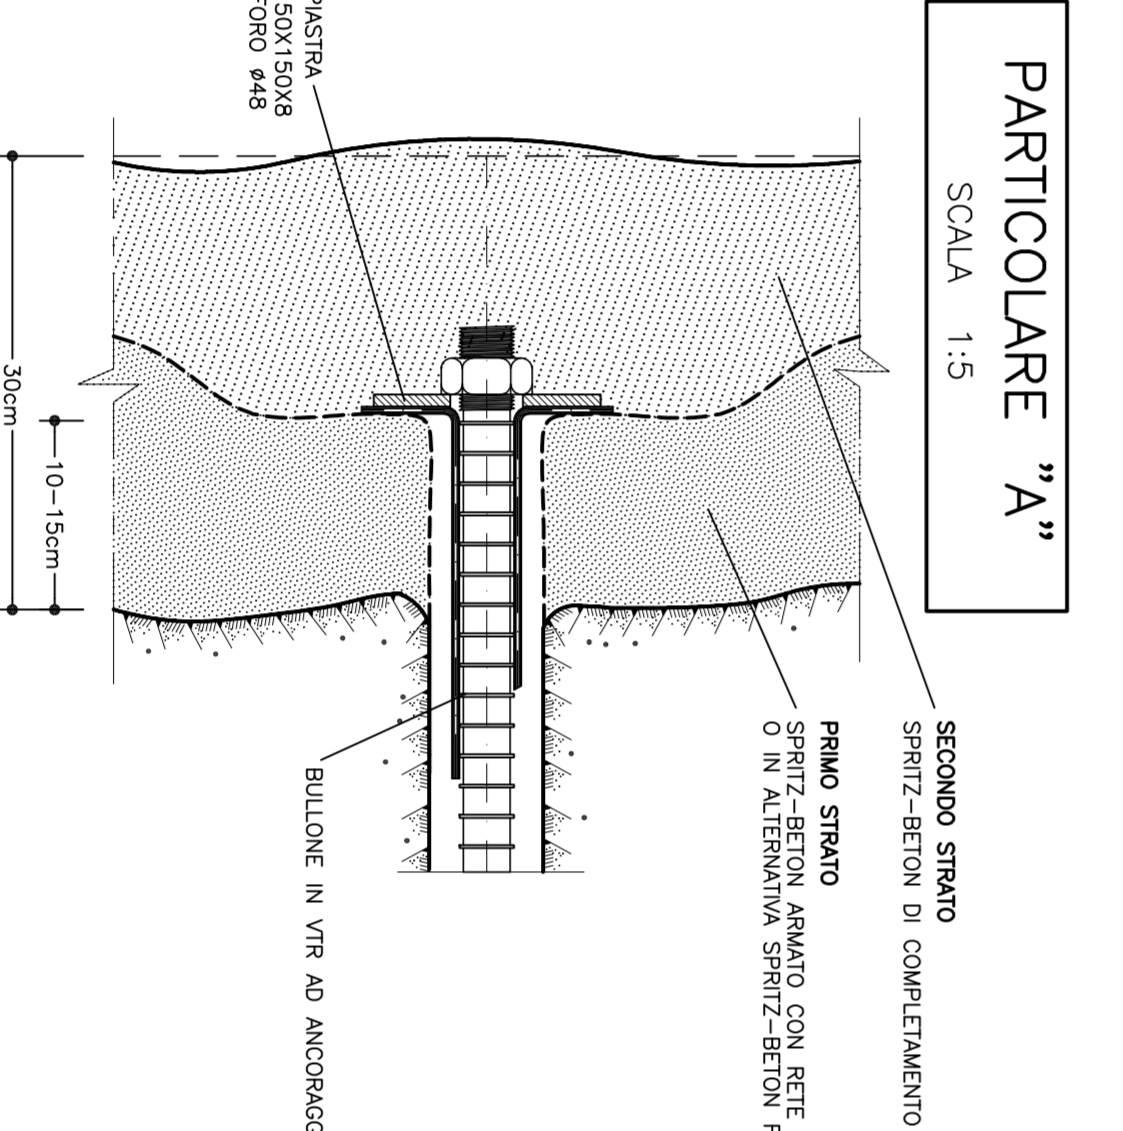 PARTICOLARE "A"
SCALA 1:5
SECONDO STRATO
SPRITZ-BETON DI COMPLETAMENTO
PRIMO STRATO
SPRITZ-BETON ARMATO CON RETE
O IN ALTERNATIVA SPRITZ-BETON
PIASTRA
50X150X8
FORO ø48
BULLONE IN VTR AD
10-15cm
30cm